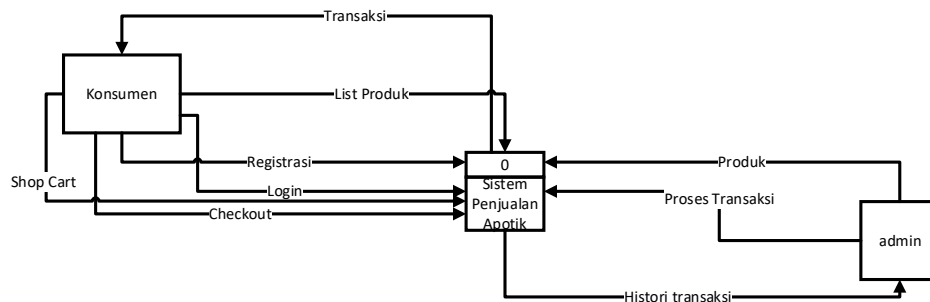 Transaksi
Konsumen
List Produk
Registrasi
0
Produk
Shop Cart
Login
Sistem
Penjualan
Apotik
Proses Transaksi
Checkout
admin
Histori transaksi